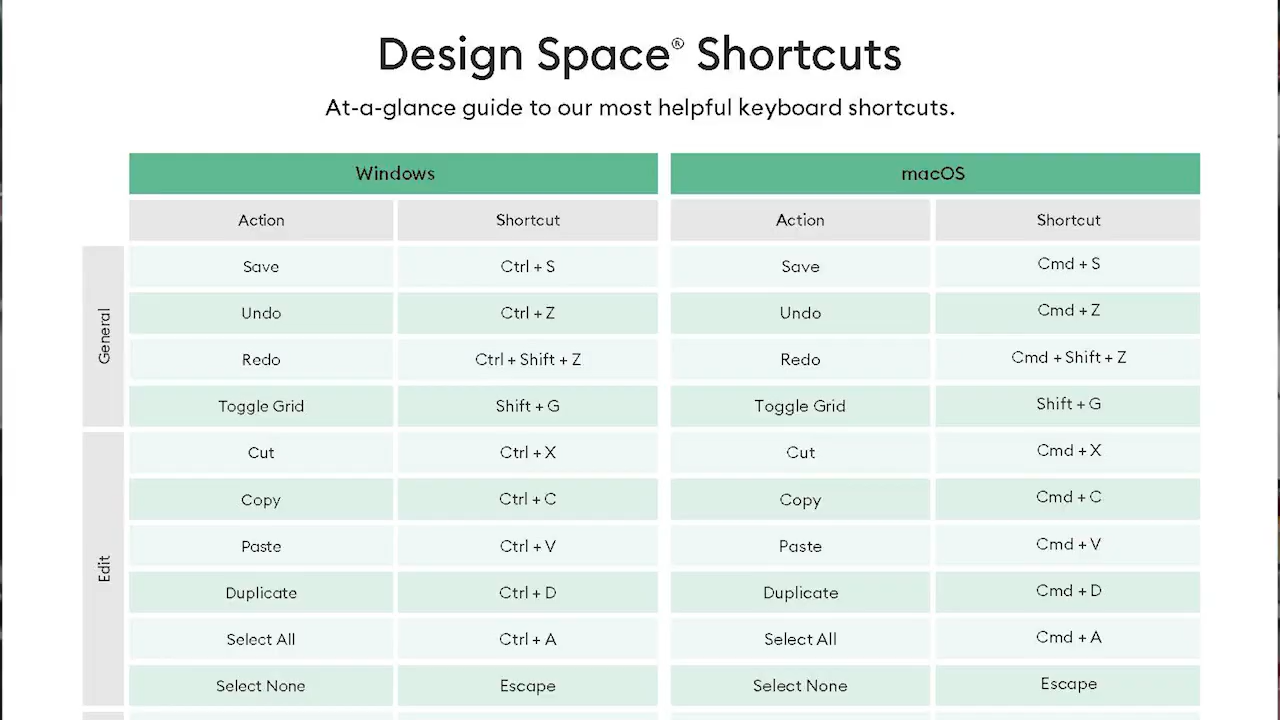 Design Space® Shortcuts
At-a-glance guide to our most helpful keyboard shortcuts.
Windows macOS
Action Shortcut Action Shortcut
General
Save Ctrl + S Save Cmd + S
Undo Ctrl + Z Undo Cmd + Z
Redo Ctrl + Shift + Z Redo Cmd + Shift + Z
Toggle Grid Shift + G Toggle Grid Shift + G
Edit
Cut Ctrl + X Cut Cmd + X
Copy Ctrl + C Copy Cmd + C
Paste Ctrl + V Paste Cmd + V
Duplicate Ctrl + D Duplicate Cmd + D
Select All Ctrl + A Select All Cmd + A
Select None Escape Select None Escape